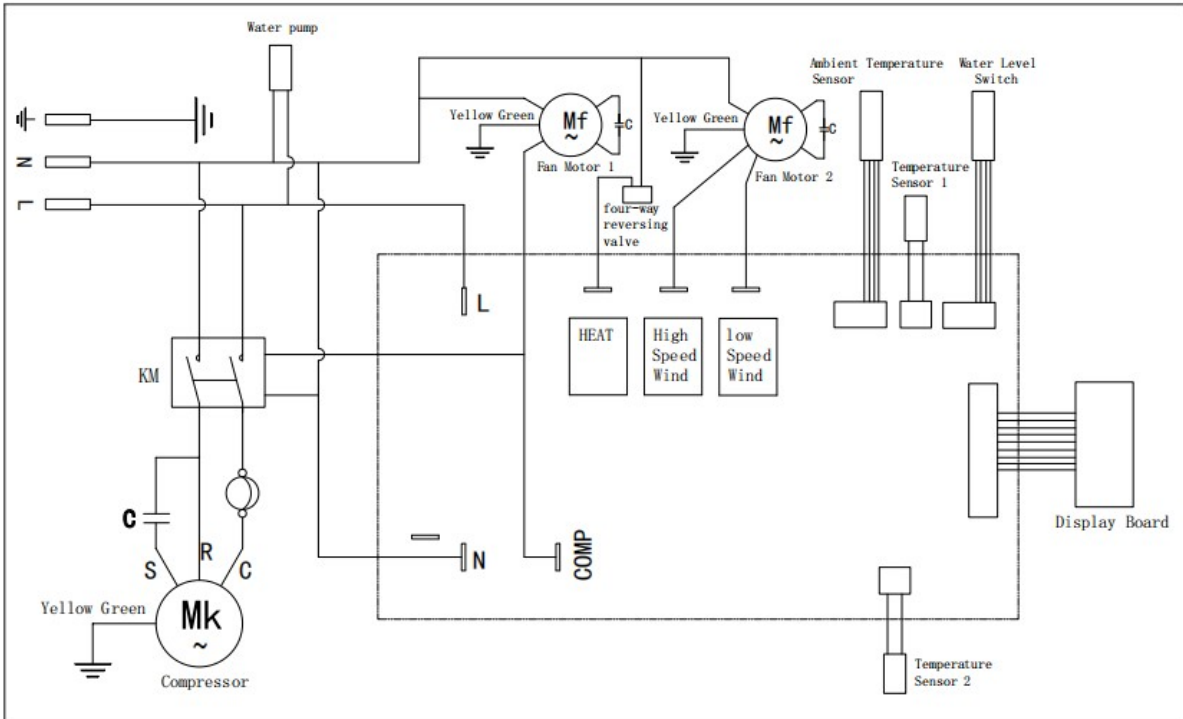 Water pump
Ambient Temperature
Sensor
Water Level
Switch
Yellow Green
Mf
~
C
Fan Motor 1
Yellow Green
Mf
~
C
Fan Motor 2
Temperature
Sensor 1
N
L
four-way
reversing
valve
L
HEAT
High
Speed
Wind
low
Speed
Wind
KM
C
S
R
C
N
COMP
Display Board
Yellow Green
Mk
~
Compressor
Temperature
Sensor 2